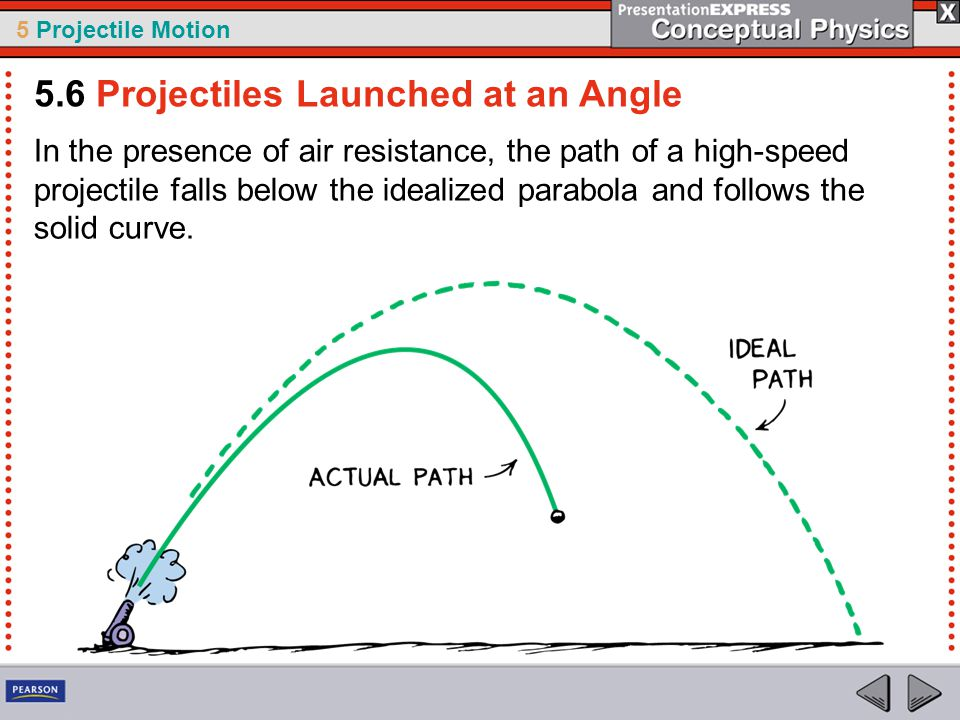 5 Projectile Motion
PresentationEXPRESS
Conceptual Physics
X
5.6 Projectiles Launched at an Angle
In the presence of air resistance, the path of a high-speed
projectile falls below the idealized parabola and follows the
solid curve.
IDEAL
PATH
ACTUAL PATH
PEARSON